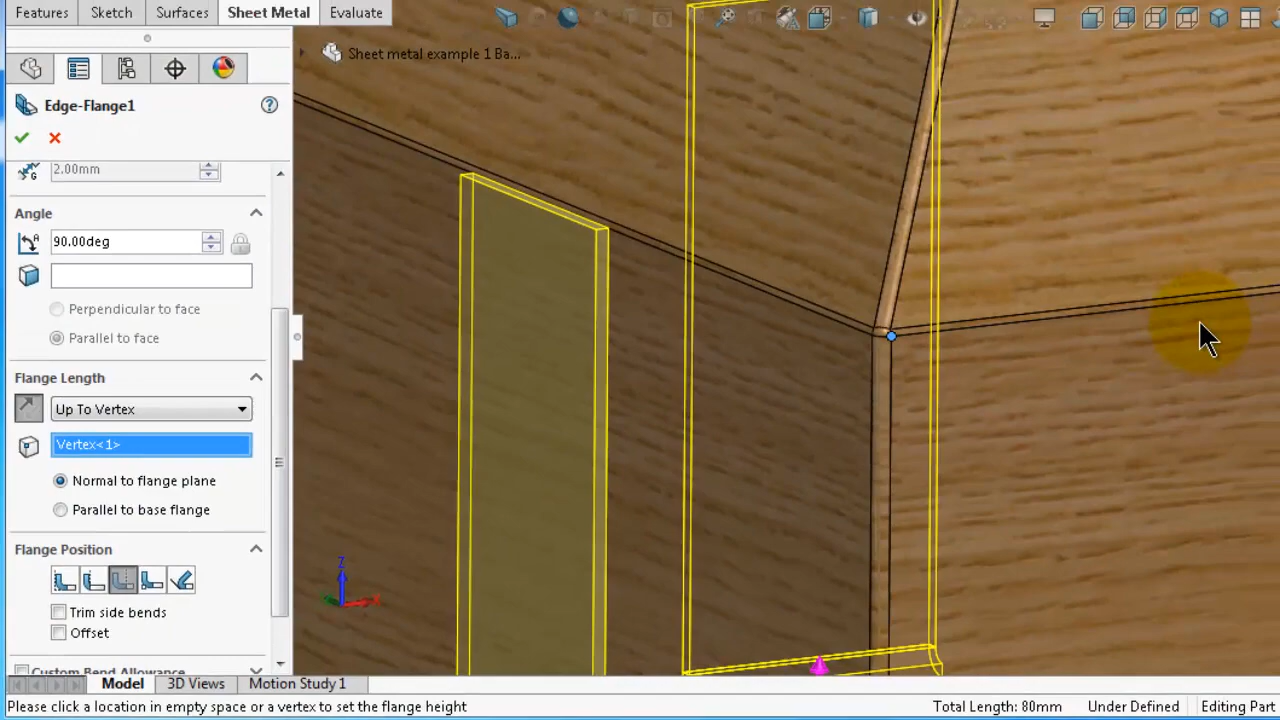 Features Sketch Surfaces Sheet Metal Evaluate
Sheet metal example 1 Ba...
Edge-Flange1
2.00mm
Angle
90.00deg
Perpendicular to face
Parallel to face
Flange Length
Up To Vertex
Vertex<1>
Normal to flange plane
Parallel to base flange
Flange Position
Trim side bends
Offset
Custom Bend Allowance
Z
Model 3D Views Motion Study 1
Please click a location in empty space or a vertex to set the flange height Total Length: 80mm Under Defined Editing Part